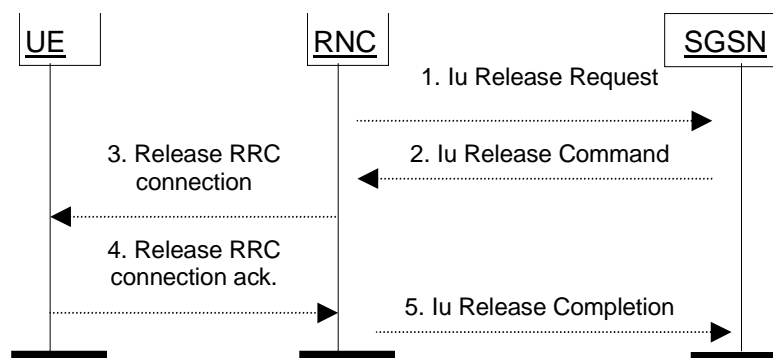 UE
RNC
SGSN
1. Iu Release Request
3. Release RRC
connection
2. Iu Release Command
4. Release RRC
connection ack.
5. Iu Release Completion